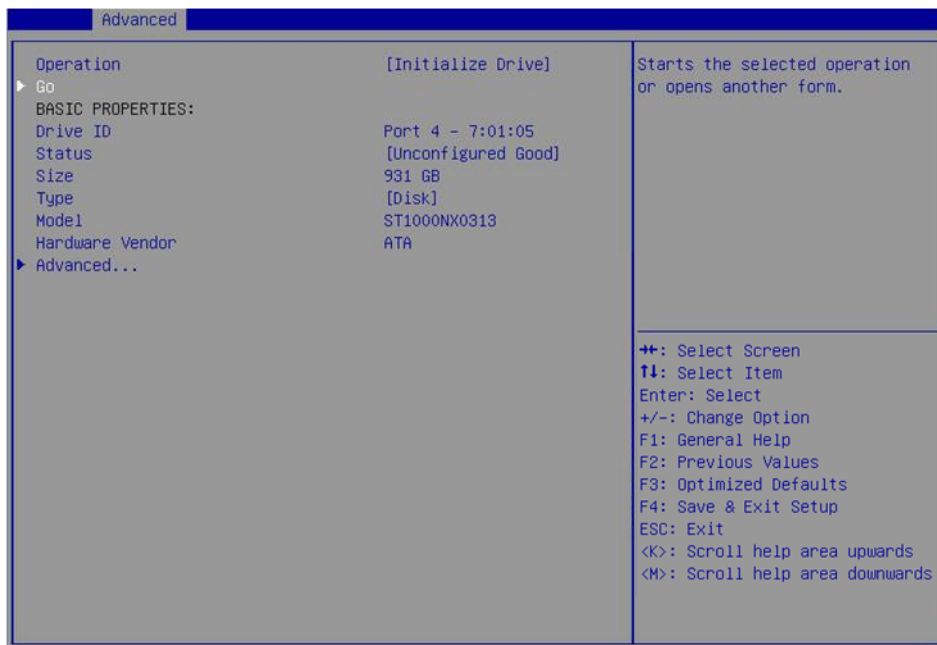 Advanced
Operation [Initialize Drive]
Go
BASIC PROPERTIES:
Drive ID Port 4 - 7:01:05
Status [Unconfigured Good]
Size 931 GB
Type [Disk]
Model ST1000NX0313
Hardware Vendor ATA
Advanced...
Starts the selected operation
or opens another form.
→←: Select Screen
↑↓: Select Item
Enter: Select
+/-: Change Option
F1: General Help
F2: Previous Values
F3: Optimized Defaults
F4: Save & Exit Setup
ESC: Exit
<K>: Scroll help area upwards
<M>: Scroll help area downwards